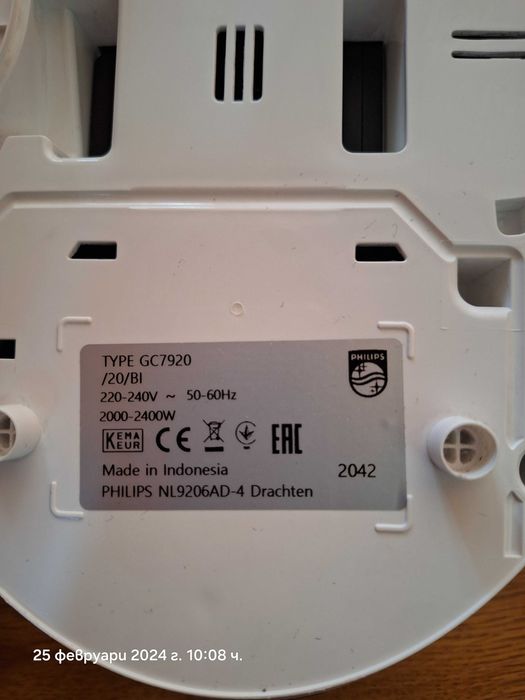 TYPE GC7920
/20/BI
PHILIPS
220-240V ~ 50-60Hz
2000-2400W
KEMA
KEUR
CE
EAC
Made in Indonesia
2042
PHILIPS NL9206AD-4 Drachten
25 февруари 2024 г. 10:08 ч.